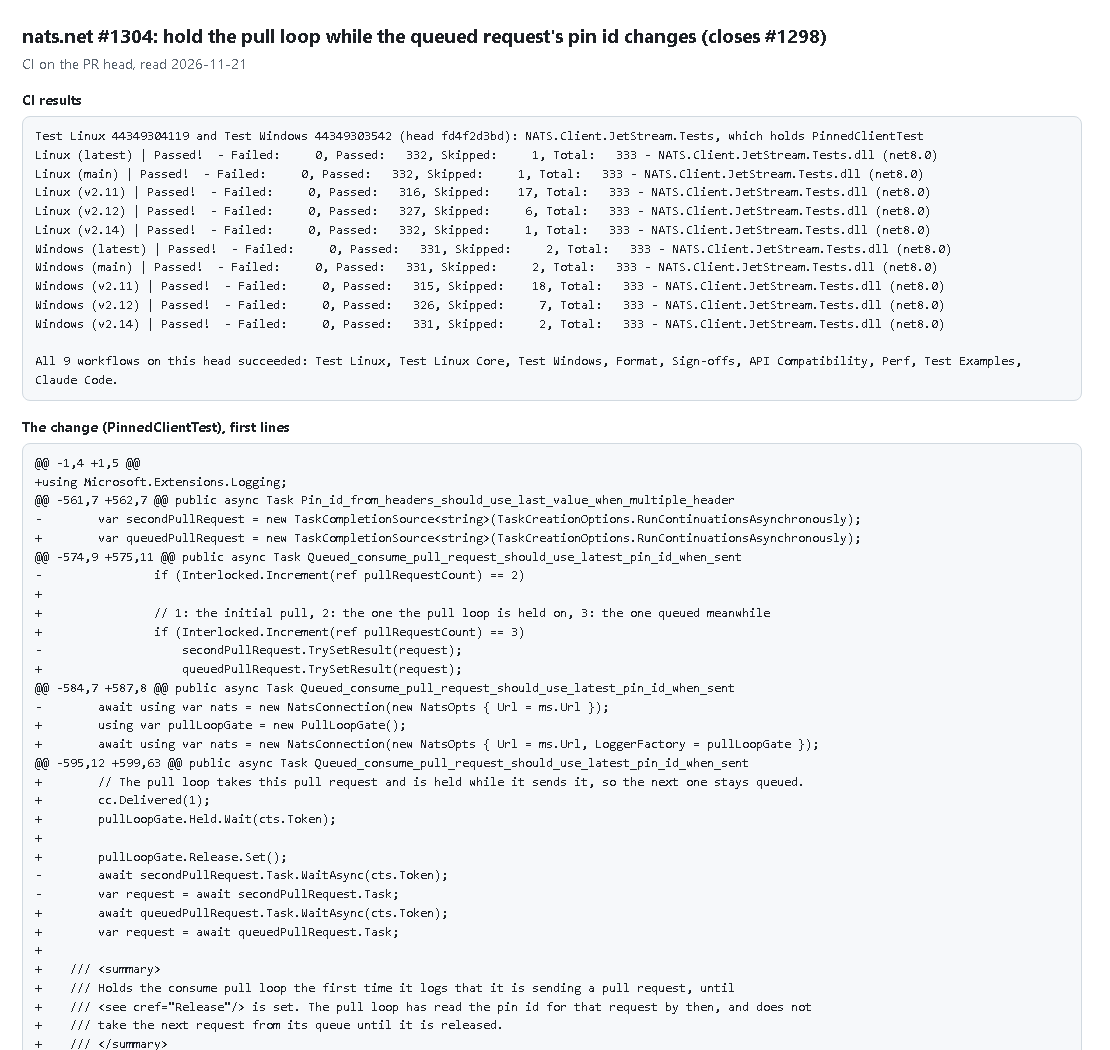 nats.net #1304: hold the pull loop while the queued request's pin id changes (closes #1298)
CI on the PR head, read 2026-11-21
CI results
Test Linux 44349304119 and Test Windows 44349303542 (head fd4f2d3bd): NATS.Client.JetStream.Tests, which holds PinnedClientTest
Linux (latest) | Passed!  - Failed:     0, Passed:   332, Skipped:     1, Total:   333 - NATS.Client.JetStream.Tests.dll (net8.0)
Linux (main) | Passed!  - Failed:     0, Passed:   332, Skipped:     1, Total:   333 - NATS.Client.JetStream.Tests.dll (net8.0)
Linux (v2.11) | Passed!  - Failed:     0, Passed:   316, Skipped:    17, Total:   333 - NATS.Client.JetStream.Tests.dll (net8.0)
Linux (v2.12) | Passed!  - Failed:     0, Passed:   327, Skipped:     6, Total:   333 - NATS.Client.JetStream.Tests.dll (net8.0)
Linux (v2.14) | Passed!  - Failed:     0, Passed:   332, Skipped:     1, Total:   333 - NATS.Client.JetStream.Tests.dll (net8.0)
Windows (latest) | Passed!  - Failed:     0, Passed:   331, Skipped:     2, Total:   333 - NATS.Client.JetStream.Tests.dll (net8.0)
Windows (main) | Passed!  - Failed:     0, Passed:   331, Skipped:     2, Total:   333 - NATS.Client.JetStream.Tests.dll (net8.0)
Windows (v2.11) | Passed!  - Failed:     0, Passed:   315, Skipped:    18, Total:   333 - NATS.Client.JetStream.Tests.dll (net8.0)
Windows (v2.12) | Passed!  - Failed:     0, Passed:   326, Skipped:     7, Total:   333 - NATS.Client.JetStream.Tests.dll (net8.0)
Windows (v2.14) | Passed!  - Failed:     0, Passed:   331, Skipped:     2, Total:   333 - NATS.Client.JetStream.Tests.dll (net8.0)
All 9 workflows on this head succeeded: Test Linux, Test Linux Core, Test Windows, Format, Sign-offs, API Compatibility, Perf, Test Examples,
Claude Code.
The change (PinnedClientTest), first lines
@@ -1,4 +1,5 @@
+using Microsoft.Extensions.Logging;
@@ -561,7 +562,7 @@ public async Task Pin_id_from_headers_should_use_last_value_when_multiple_header
-        var secondPullRequest = new TaskCompletionSource<string>(TaskCreationOptions.RunContinuationsAsynchronously);
+        var queuedPullRequest = new TaskCompletionSource<string>(TaskCreationOptions.RunContinuationsAsynchronously);
@@ -574,9 +575,11 @@ public async Task Queued_consume_pull_request_should_use_latest_pin_id_when_sent
-                if (Interlocked.Increment(ref pullRequestCount) == 2)
+
+                // 1: the initial pull, 2: the one the pull loop is held on, 3: the one queued meanwhile
+                if (Interlocked.Increment(ref pullRequestCount) == 3)
-                    secondPullRequest.TrySetResult(request);
+                    queuedPullRequest.TrySetResult(request);
@@ -584,7 +587,8 @@ public async Task Queued_consume_pull_request_should_use_latest_pin_id_when_sent
-        await using var nats = new NatsConnection(new NatsOpts { Url = ms.Url });
+        using var pullLoopGate = new PullLoopGate();
+        await using var nats = new NatsConnection(new NatsOpts { Url = ms.Url, LoggerFactory = pullLoopGate });
@@ -595,12 +599,63 @@ public async Task Queued_consume_pull_request_should_use_latest_pin_id_when_sent
+        // The pull loop takes this pull request and is held while it sends it, so the next one stays queued.
+        cc.Delivered(1);
+        pullLoopGate.Held.Wait(cts.Token);
+
+        pullLoopGate.Release.Set();
-        await secondPullRequest.Task.WaitAsync(cts.Token);
-        var request = await secondPullRequest.Task;
+        await queuedPullRequest.Task.WaitAsync(cts.Token);
+        var request = await queuedPullRequest.Task;
+
+    /// <summary>
+    /// Holds the consume pull loop the first time it logs that it is sending a pull request, until
+    /// <see cref="Release"/> is set. The pull loop has read the pin id for that request by then, and does not
+    /// take the next request from its queue until it is released.
+    /// </summary>